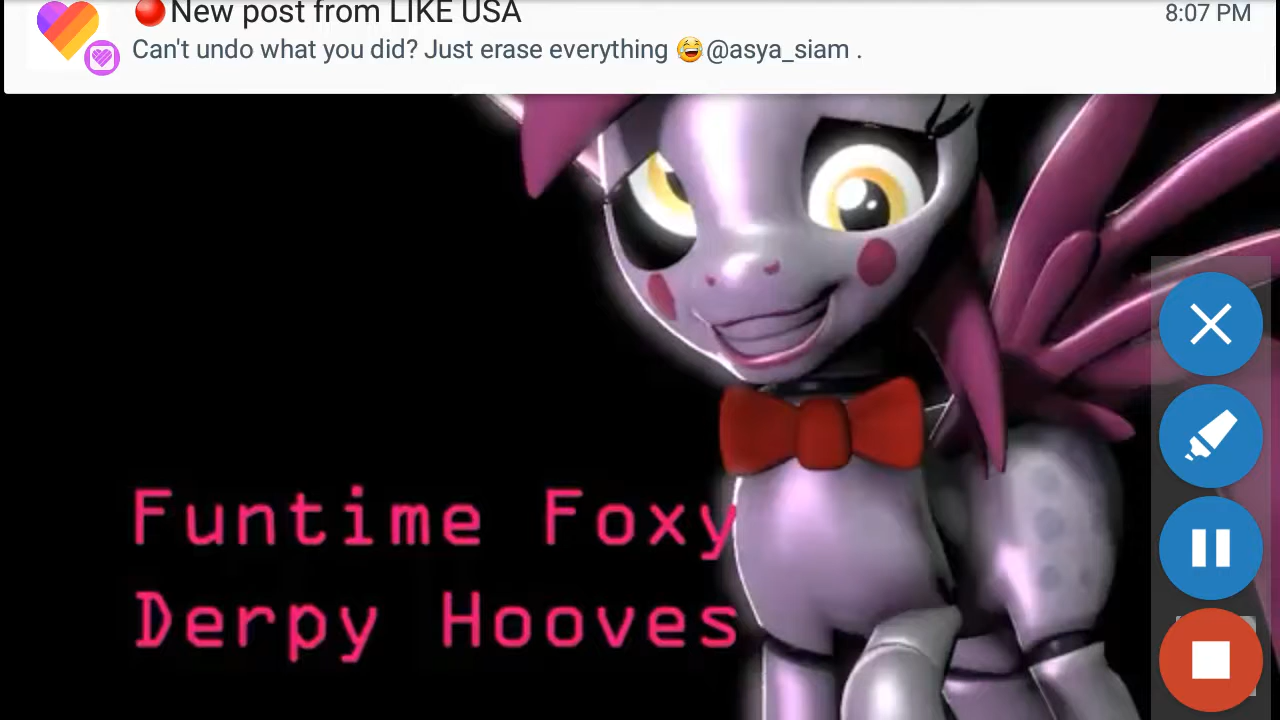 🔴New post from LIKE USA
8:07 PM
Can't undo what you did? Just erase everything 😂@asya_siam .
Funtime Foxy
Derpy Hooves